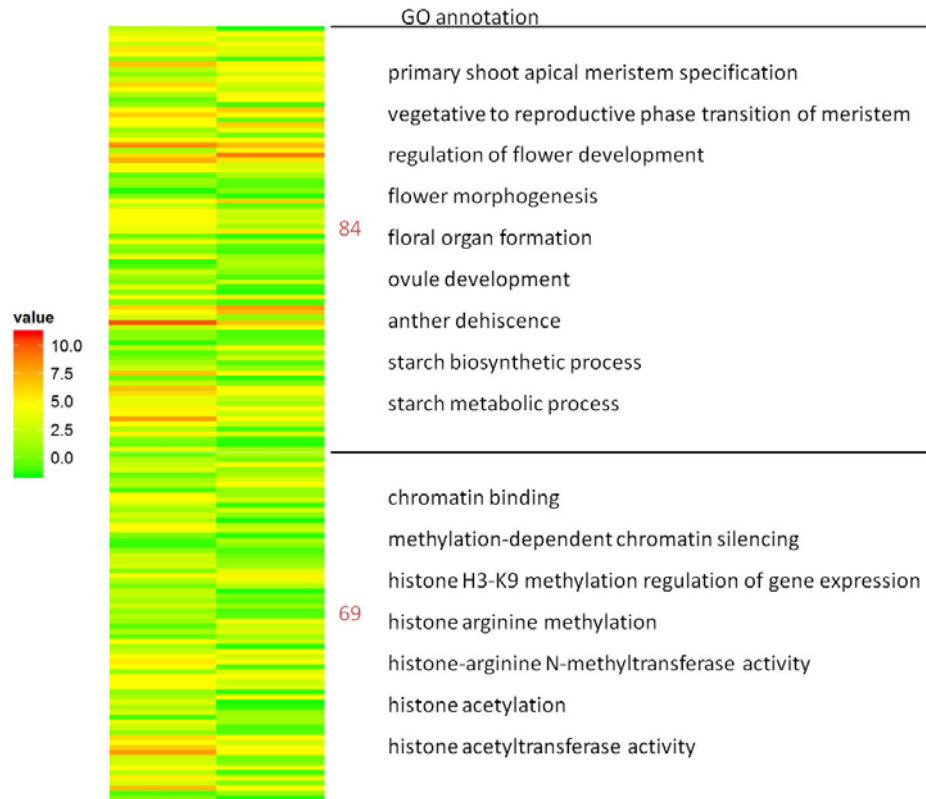 GO annotation
primary shoot apical meristem specification
vegetative to reproductive phase transition of meristem
regulation of flower development
flower morphogenesis
84
floral organ formation
ovule development
anther dehiscence
starch biosynthetic process
starch metabolic process
value
10.0
7.5
5.0
2.5
0.0
chromatin binding
methylation-dependent chromatin silencing
histone H3-K9 methylation regulation of gene expression
69
histone arginine methylation
histone-arginine N-methyltransferase activity
histone acetylation
histone acetyltransferase activity